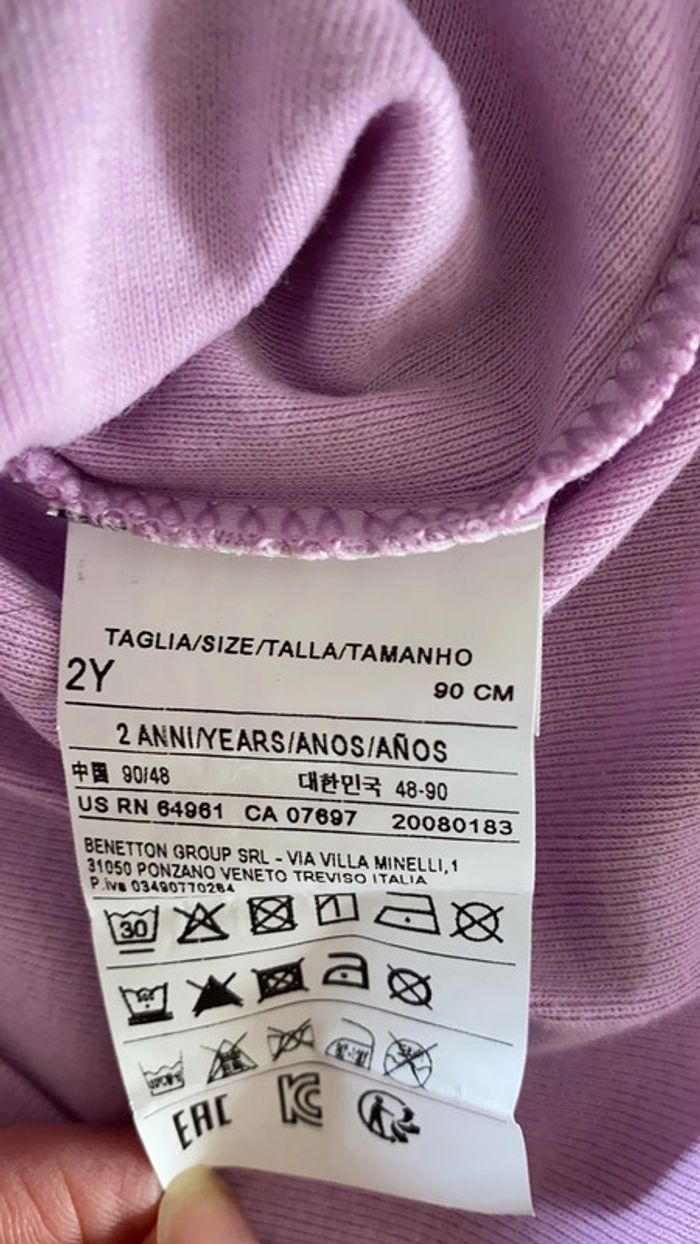 TAGLIA/SIZE/TALLA/TAMANHO
2Y 90 CM
2 ANNI/YEARS/ANOS/AÑOS
中國 90/48 대한민국 48-90
US RN 64961 CA 07697 20080183
BENETTON GROUP SRL - VIA VILLA MINELLI,1
31050 PONZANO VENETO TREVISO ITALIA
P.iva 03490770264
30
EAC KC